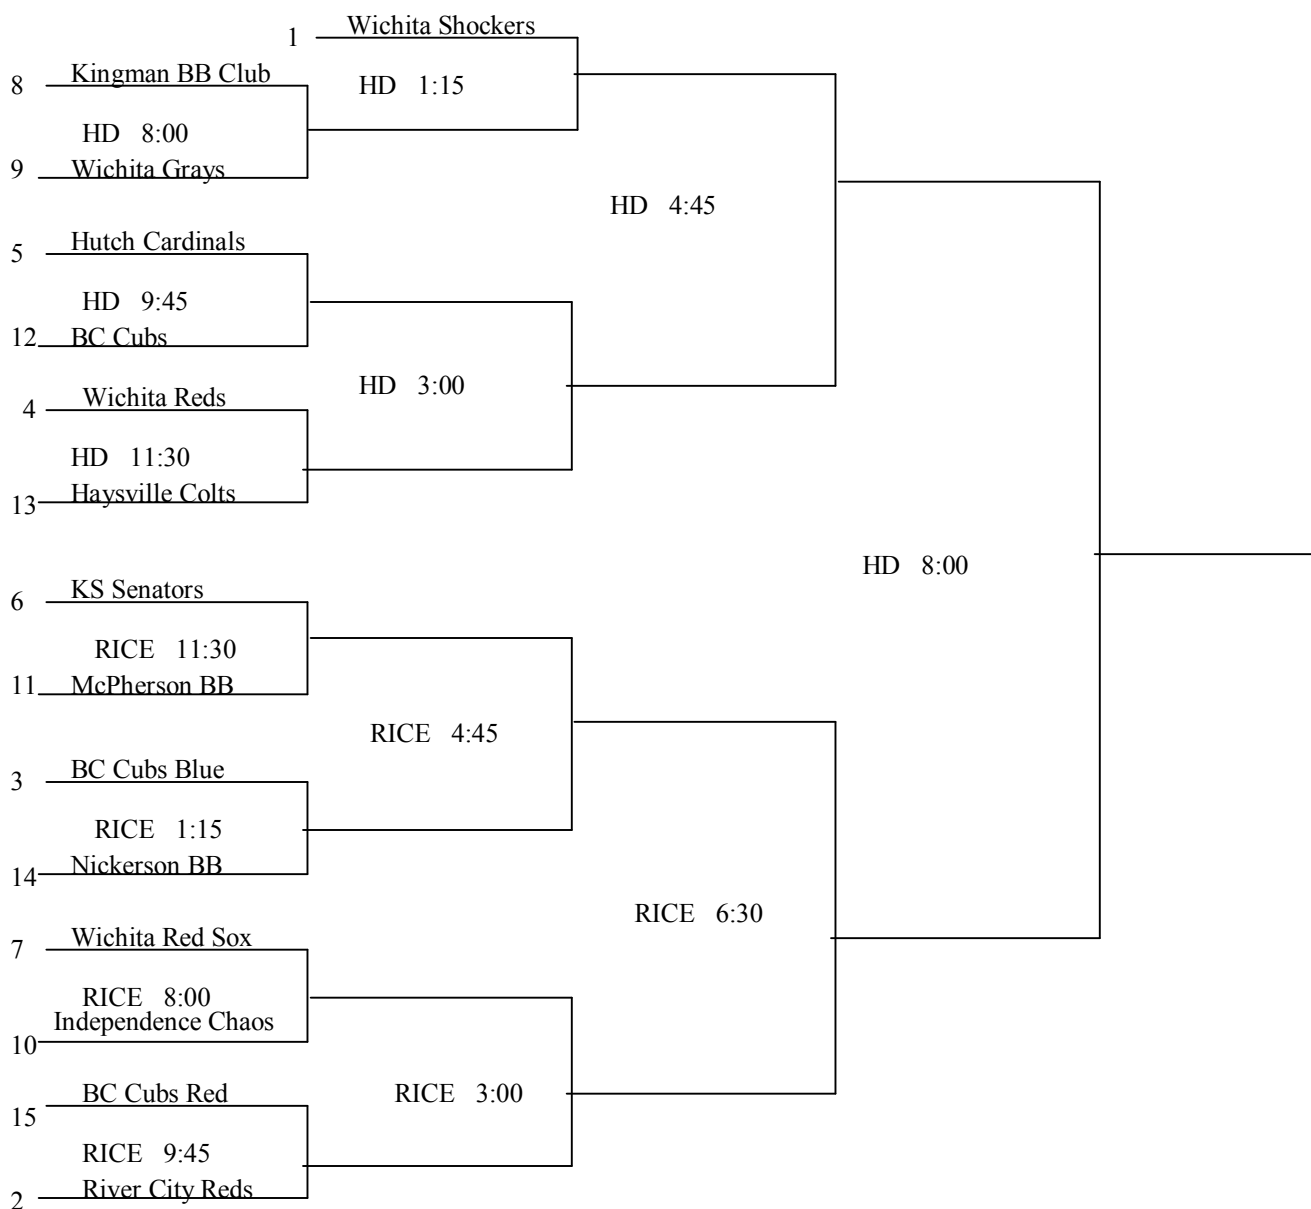 1 Wichita Shockers
8 Kingman BB Club
HD 1:15
HD 8:00
9 Wichita Grays
HD 4:45
5 Hutch Cardinals
HD 9:45
12 BC Cubs
HD 3:00
4 Wichita Reds
HD 11:30
13 Haysville Colts
HD 8:00
6 KS Senators
RICE 11:30
11 McPherson BB
RICE 4:45
3 BC Cubs Blue
RICE 1:15
14 Nickerson BB
RICE 6:30
7 Wichita Red Sox
RICE 8:00
Independence Chaos
10
BC Cubs Red
RICE 3:00
15
RICE 9:45
River City Reds
2